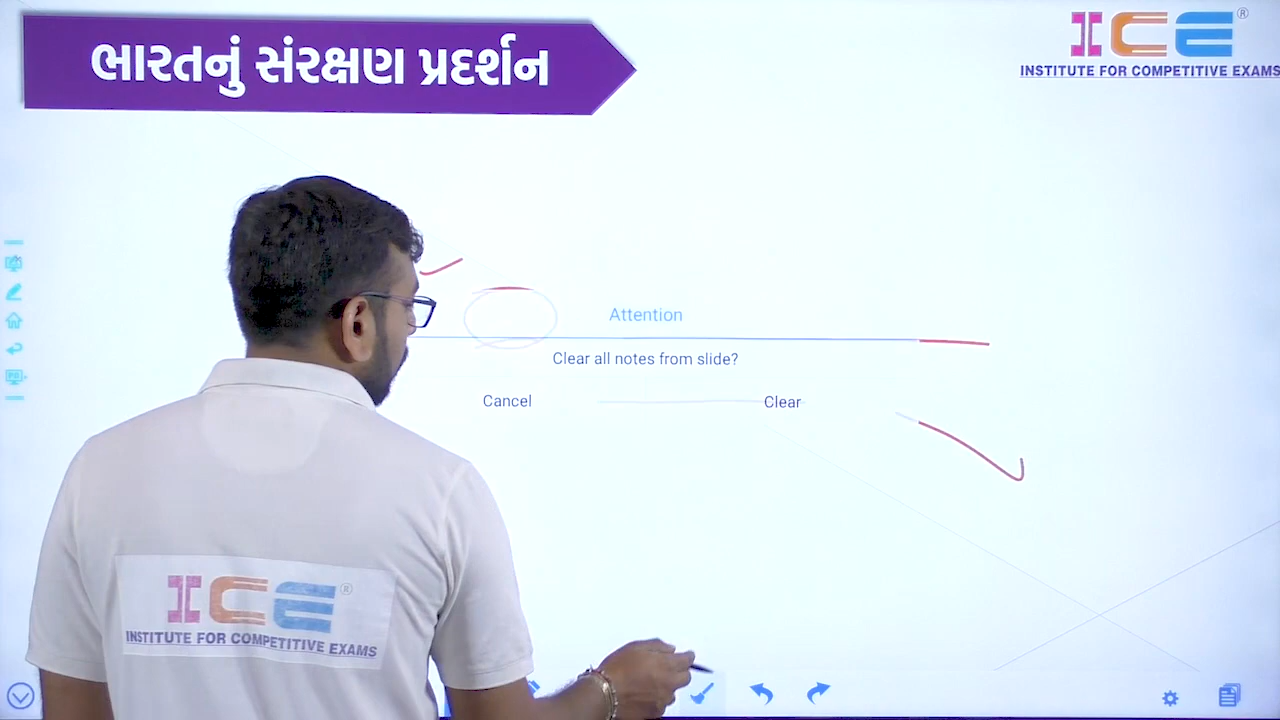 ભારતનું સંરક્ષણ પ્રદર્શન
ICE ®
INSTITUTE FOR COMPETITIVE EXAMS
Attention
Clear all notes from slide?
Cancel
Clear
ICE ®
INSTITUTE FOR COMPETITIVE EXAMS